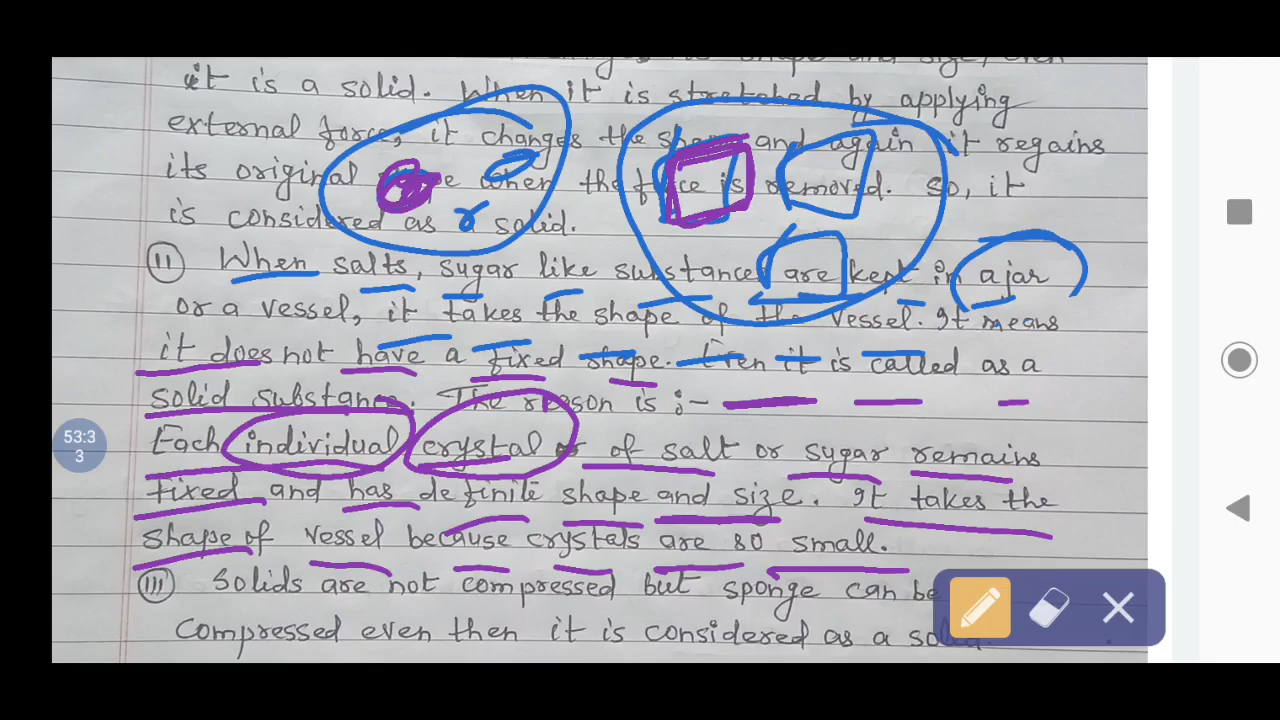 shape and size, even
it is a solid. When it is stretched by applying
external force, it changes the shape and again it regains
its original when the force is removed. So, it
is considered as a solid.
(ii) When salts, sugar like substances are kept in a jar
or a vessel, it takes the shape of the vessel. It means
it does not have a fixed shape. Even it is called as a
solid substance. The reason is :-
Each individual crystal of salt or sugar remains
fixed and has definite shape and size. It takes the
shape of vessel because crystals are so small.
(iii) Solids are not compressed but sponge can be
compressed even then it is considered as a solid.
53:3
3